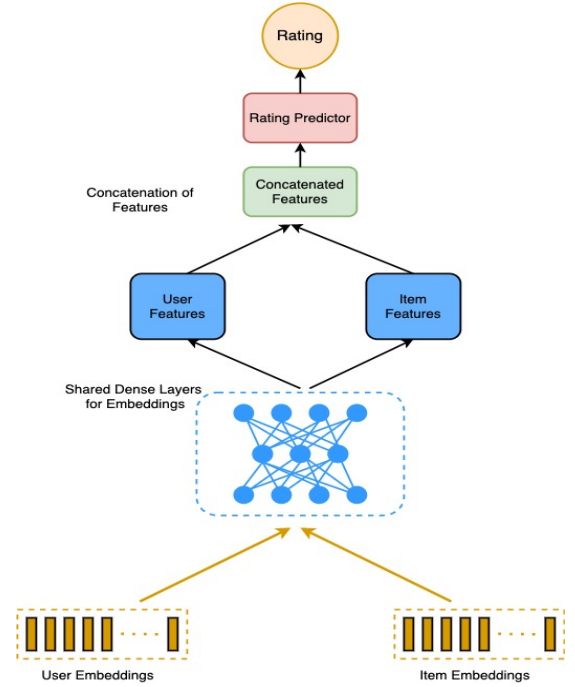 Rating
Rating Predictor
Concatenated
Features
Concatenation of
Features
User
Features
Item
Features
Shared Dense Layers
for Embeddings
User Embeddings
Item Embeddings